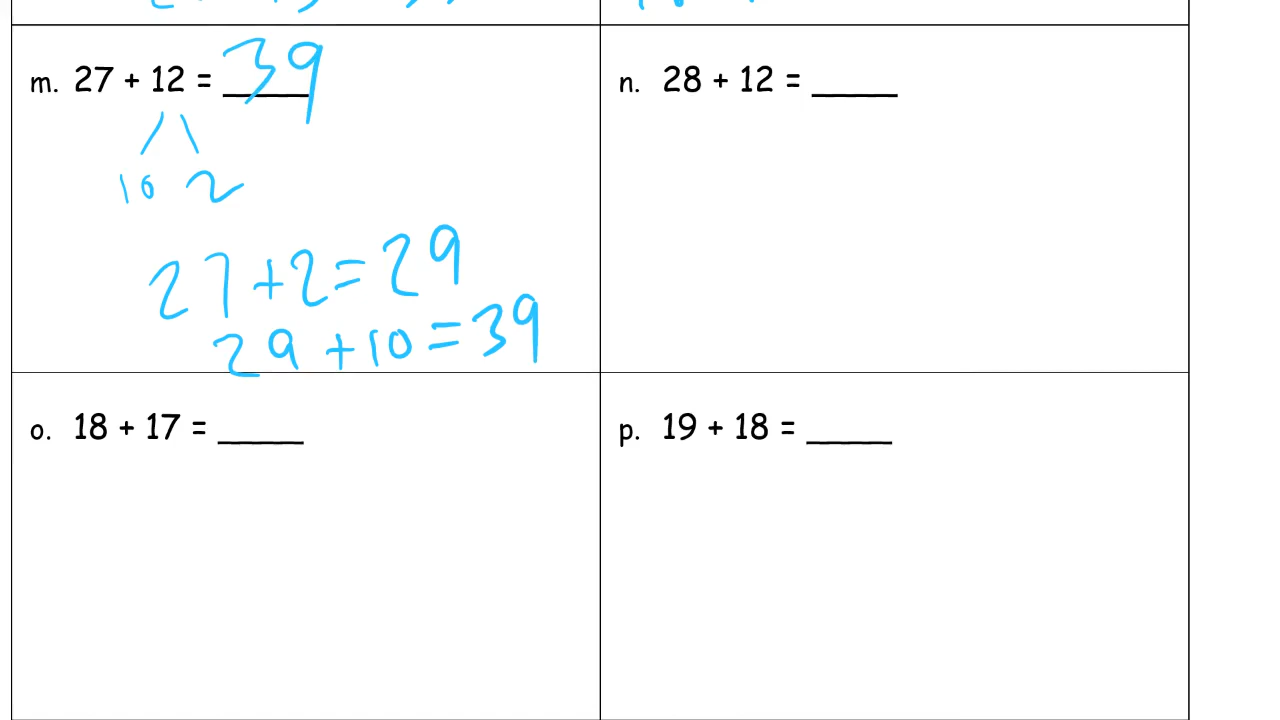 m. 27 + 12 = 39
10 2
27+2=29
29+10=39
n. 28 + 12 = _____
o. 18 + 17 = _____
p. 19 + 18 = _____